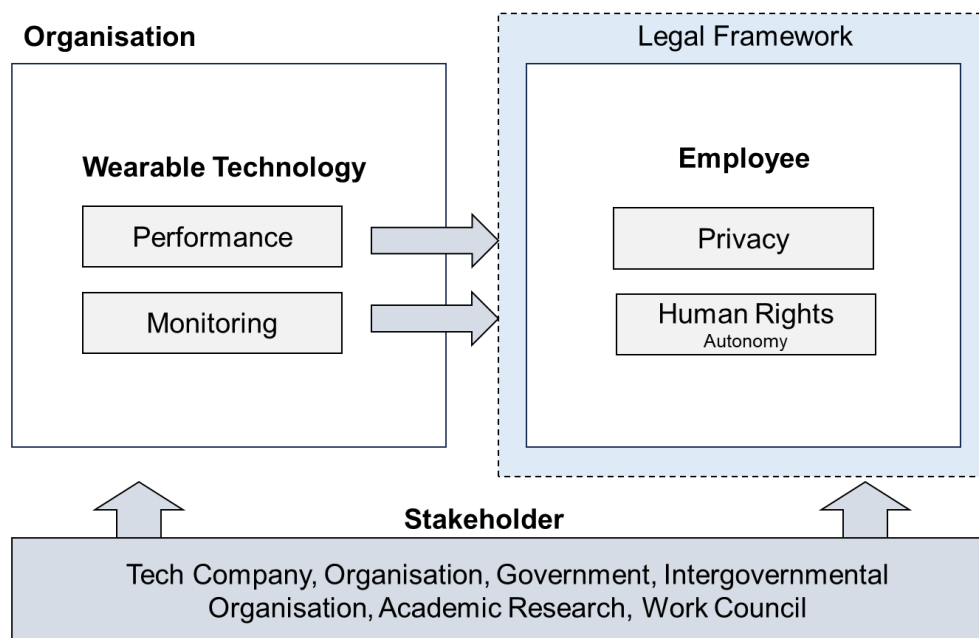 Organisation
Legal Framework
Wearable Technology
Performance
Monitoring
Employee
Privacy
Human Rights
Autonomy
Stakeholder
Tech Company, Organisation, Government, Intergovernmental
Organisation, Academic Research, Work Council